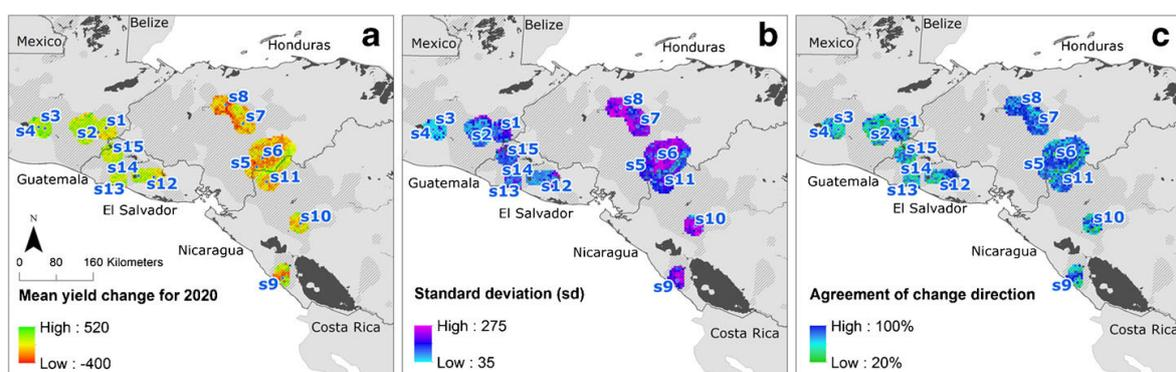 a
Belize
Mexico
Honduras
s8
s7
s3
s4
s1
s2
s15
s14
s13
s12
s6
s5
s11
Guatemala
El Salvador
s10
N
Nicaragua
0 80 160 Kilometers
s9
Mean yield change for 2020
High : 520
Low : -400
Costa Rica
b
Belize
Mexico
Honduras
s8
s7
s3
s4
s1
s2
s15
s14
s13
s12
s6
s5
s11
Guatemala
El Salvador
s10
Nicaragua
s9
Standard deviation (sd)
High : 275
Low : 35
Costa Rica
c
Belize
Mexico
Honduras
s8
s7
s3
s4
s1
s2
s15
s14
s13
s12
s6
s5
s11
Guatemala
El Salvador
s10
Nicaragua
s9
Agreement of change direction
High : 100%
Low : 20%
Costa Rica